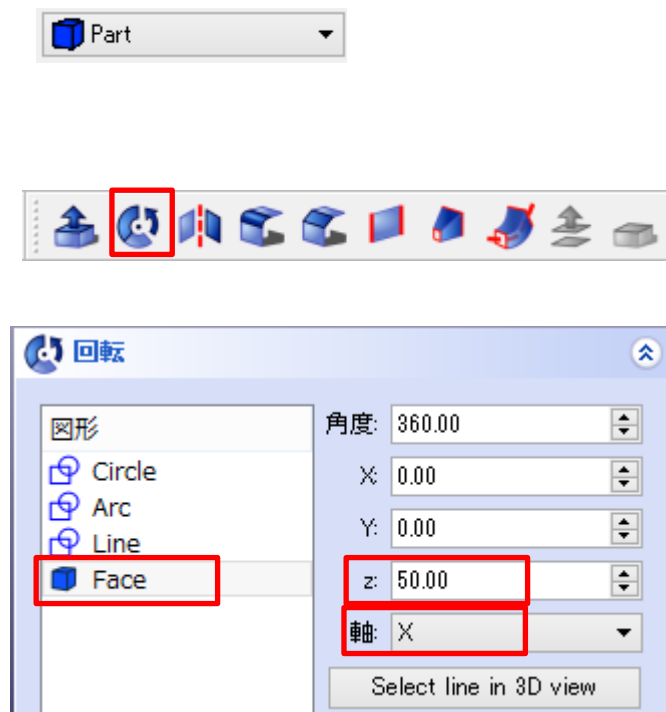 Part
回転
図形
Circle
Arc
Line
Face
角度: 360.00
X: 0.00
Y: 0.00
z: 50.00
軸: X
Select line in 3D view